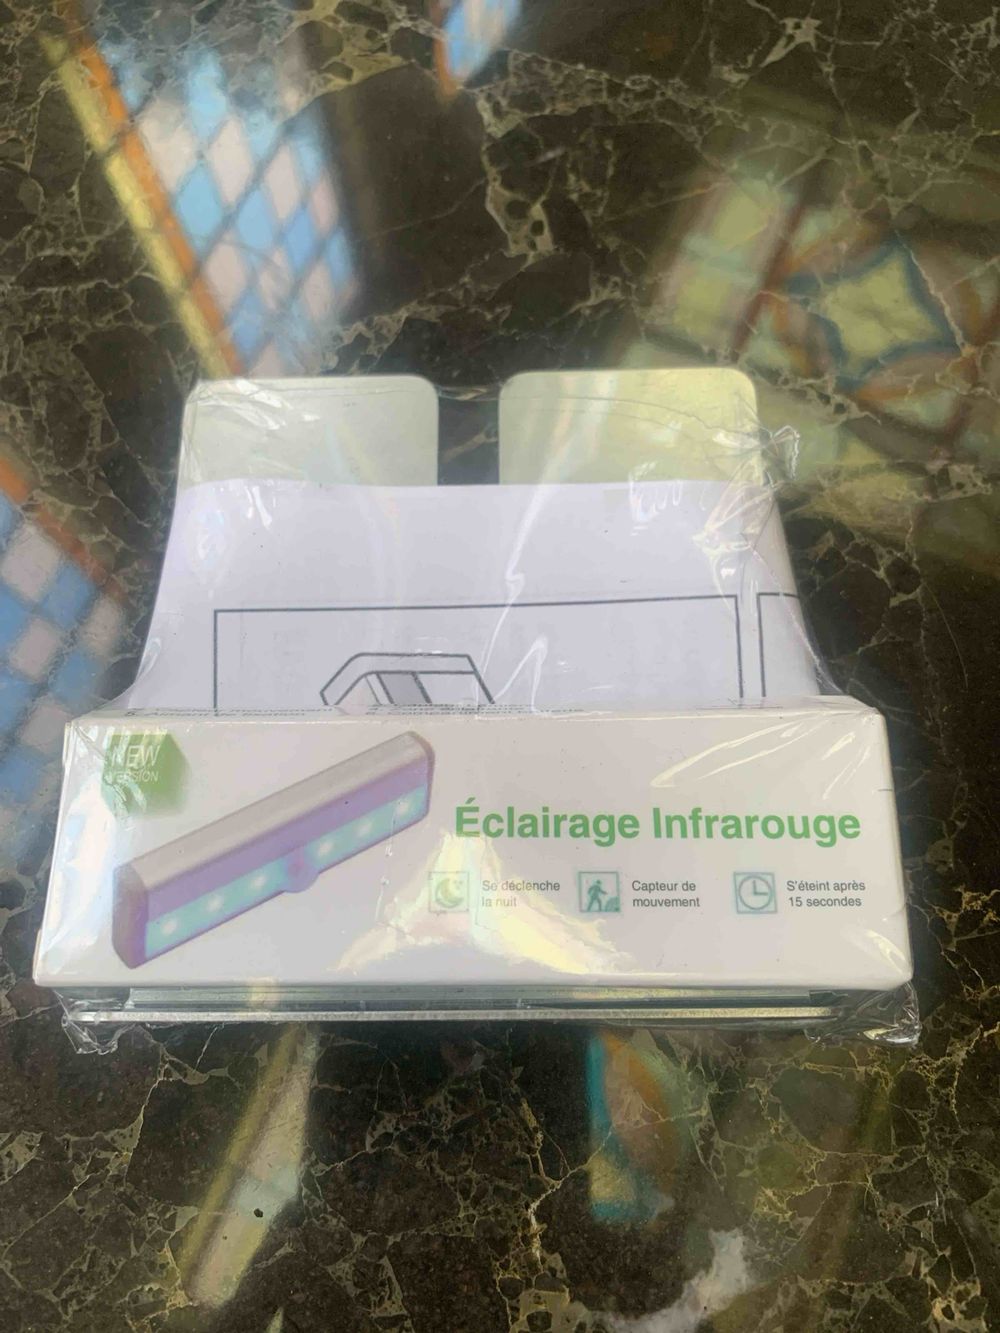 NEW
VERSION
Éclairage Infrarouge
Se déclenche
la nuit
Capteur de
mouvement
S'éteint après
15 secondes